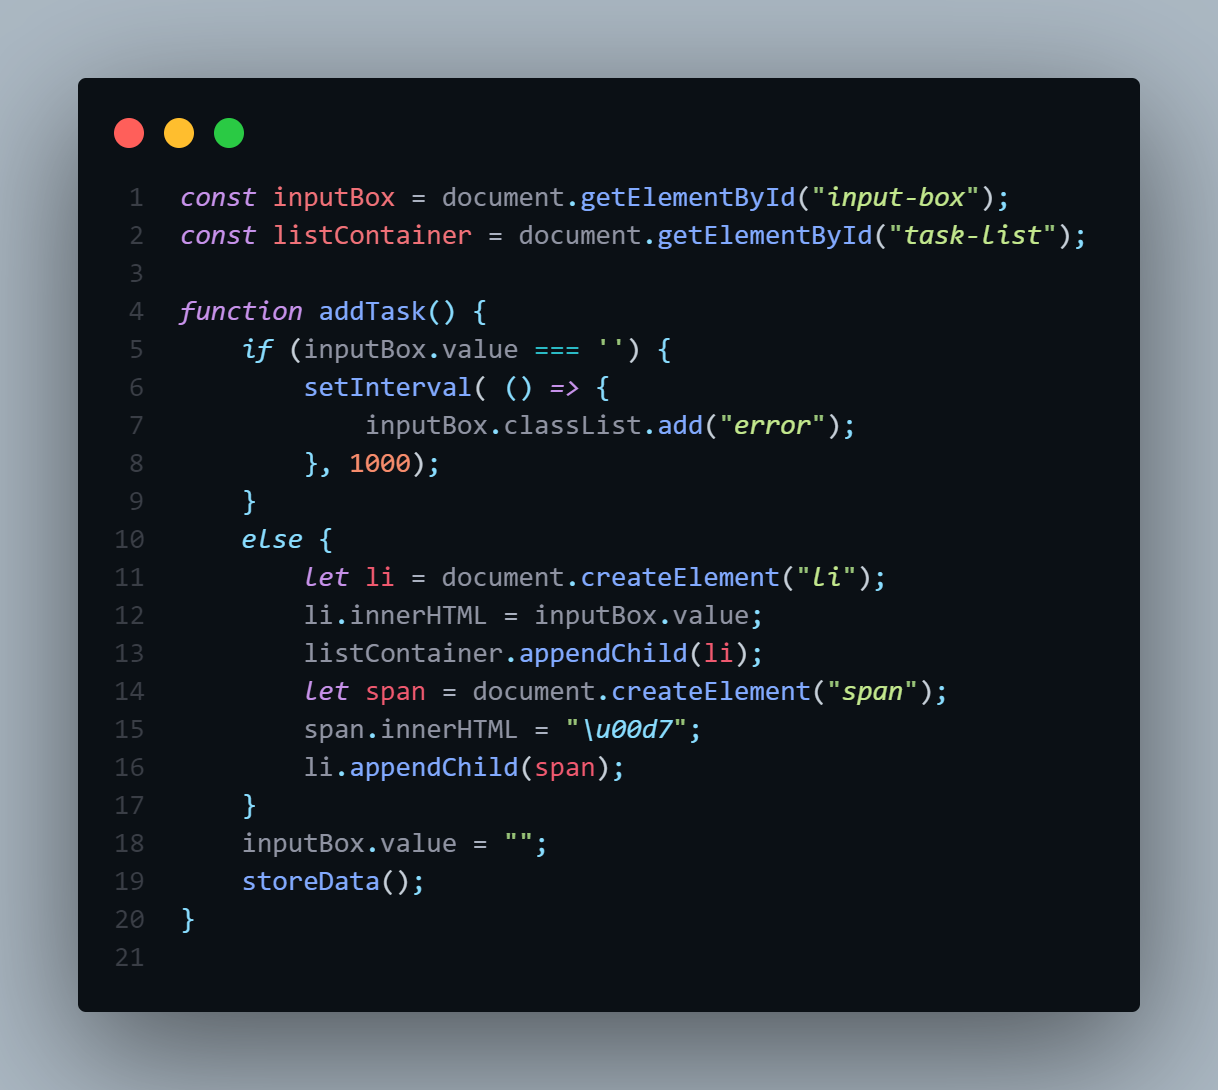 1 const inputBox = document.getElementById("input-box");
2 const listContainer = document.getElementById("task-list");
3
4 function addTask() {
5     if (inputBox.value === '') {
6         setInterval( () => {
7             inputBox.classList.add("error");
8         }, 1000);
9     }
10     else {
11         let li = document.createElement("li");
12         li.innerHTML = inputBox.value;
13         listContainer.appendChild(li);
14         let span = document.createElement("span");
15         span.innerHTML = "\u00d7";
16         li.appendChild(span);
17     }
18     inputBox.value = "";
19     storeData();
20 }
21